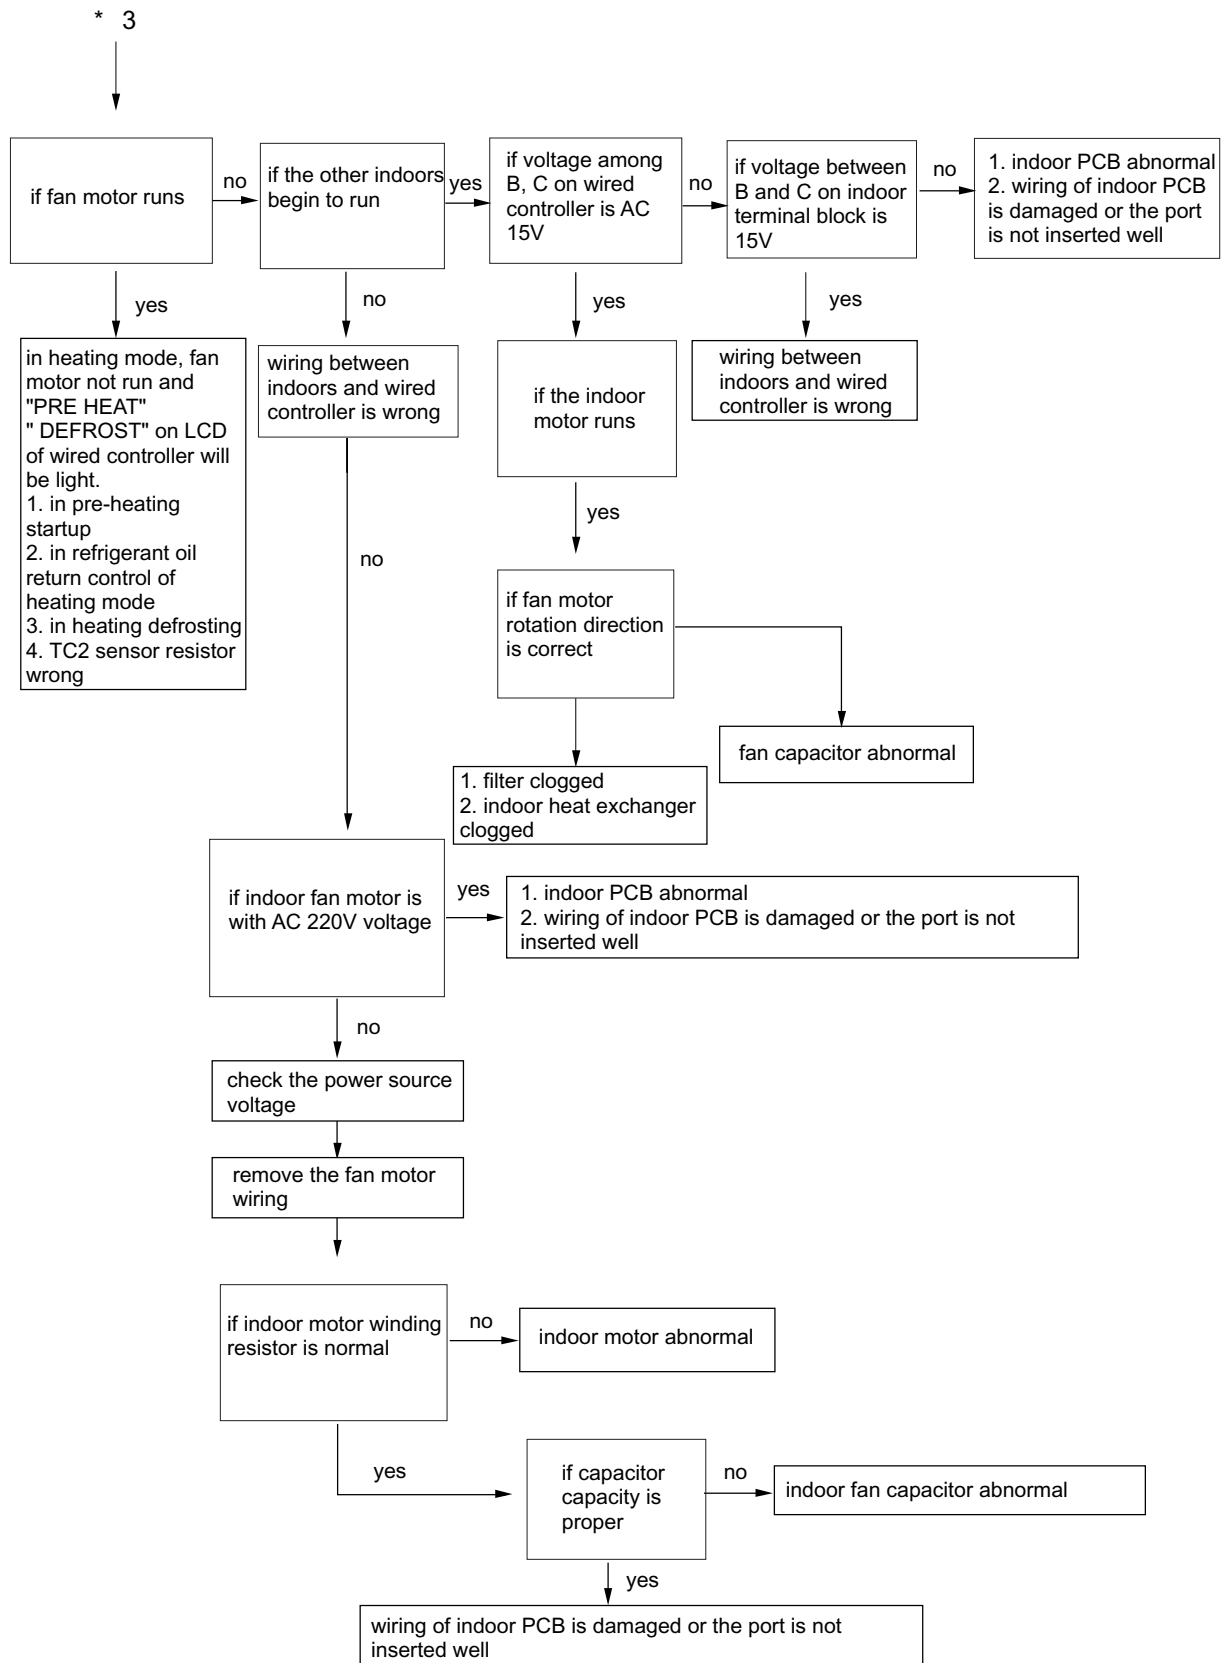 * 3
if fan motor runs
no
if the other indoors
begin to run
yes
if voltage among
B, C on wired
controller is AC
15V
no
if voltage between
B and C on indoor
terminal block is
15V
no
1. indoor PCB abnormal
2. wiring of indoor PCB
is damaged or the port
is not inserted well
yes
no
yes
yes
in heating mode, fan
motor not run and
"PRE HEAT"
" DEFROST" on LCD
of wired controller will
be light.
1. in pre-heating
startup
2. in refrigerant oil
return control of
heating mode
3. in heating defrosting
4. TC2 sensor resistor
wrong
wiring between
indoors and wired
controller is wrong
if the indoor
motor runs
wiring between
indoors and wired
controller is wrong
yes
no
if fan motor
rotation direction
is correct
fan capacitor abnormal
1. filter clogged
2. indoor heat exchanger
clogged
if indoor fan motor is
with AC 220V voltage
yes
1. indoor PCB abnormal
2. wiring of indoor PCB is damaged or the port is not
inserted well
no
check the power source
voltage
remove the fan motor
wiring
if indoor motor winding
resistor is normal
no
indoor motor abnormal
yes
if capacitor
capacity is
proper
no
indoor fan capacitor abnormal
yes
wiring of indoor PCB is damaged or the port is not
inserted well